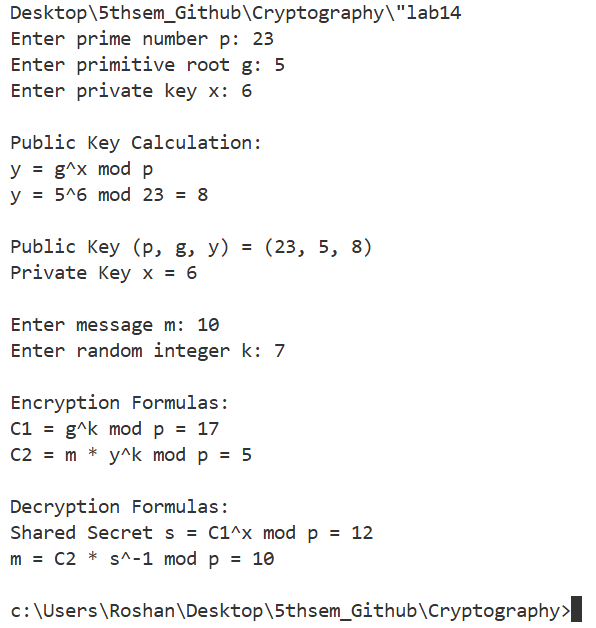 Desktop\5thsem_Github\Cryptography\"lab14
Enter prime number p: 23
Enter primitive root g: 5
Enter private key x: 6
Public Key Calculation:
y = g^x mod p
y = 5^6 mod 23 = 8
Public Key (p, g, y) = (23, 5, 8)
Private Key x = 6
Enter message m: 10
Enter random integer k: 7
Encryption Formulas:
C1 = g^k mod p = 17
C2 = m * y^k mod p = 5
Decryption Formulas:
Shared Secret s = C1^x mod p = 12
m = C2 * s^-1 mod p = 10
c:\Users\Roshan\Desktop\5thsem_Github\Cryptography>